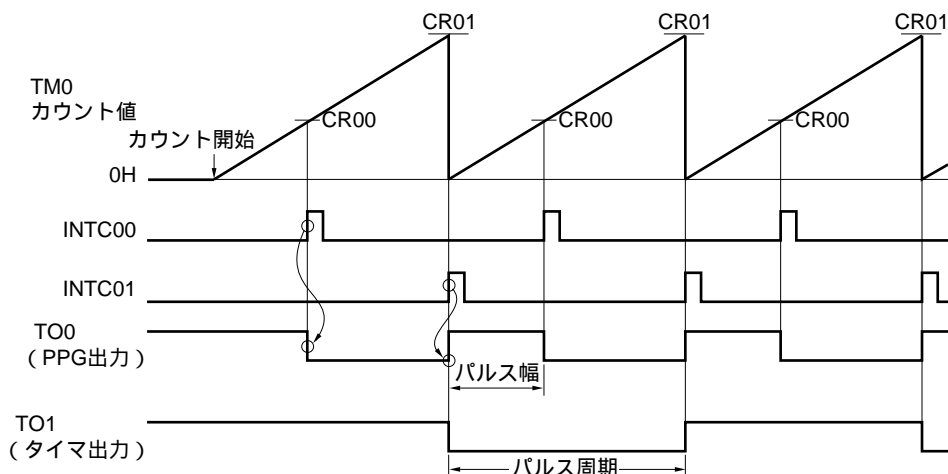 CR01 CR01 CR01
TM0
カウント値
CR00 CR00 CR00
カウント開始
0H
INTC00
INTC01
TO0
(PPG出力)
パルス幅
TO1
(タイマ出力)
パルス周期